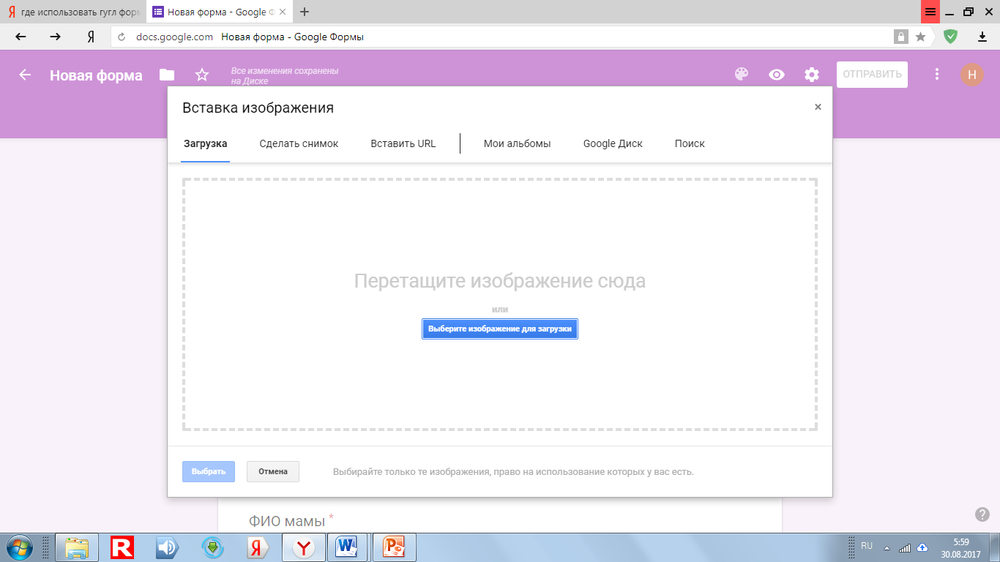 Я где использовать гугл форм
Новая форма - Google Ф
Я docs.google.com Новая форма - Google Формы
Новая форма
Все изменения сохранены
на Диске
ОТПРАВИТЬ
Н
Вставка изображения
Загрузка Сделать снимок Вставить URL Мои альбомы Google Диск Поиск
Перетащите изображение сюда
или
Выберите изображение для загрузки
Выбрать Отмена Выбирайте только те изображения, право на использование которых у вас есть.
ФИО мамы *
R Я Y W P RU 5:59
30.08.2017